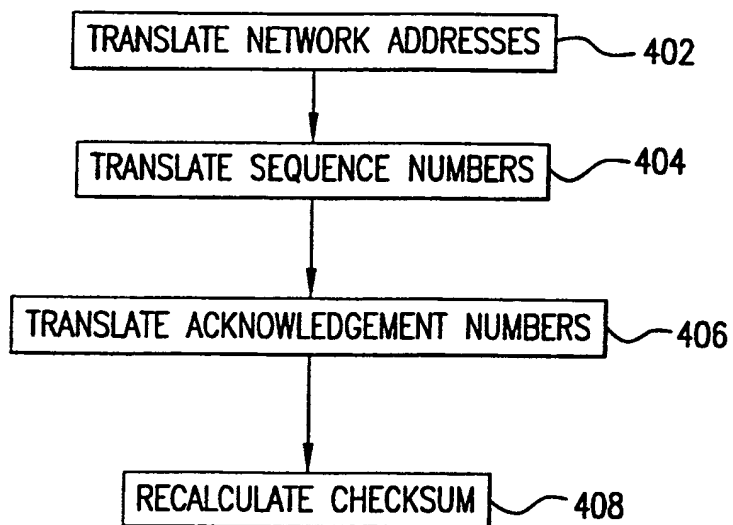 TRANSLATE NETWORK ADDRESSES 402
TRANSLATE SEQUENCE NUMBERS 404
TRANSLATE ACKNOWLEDGEMENT NUMBERS 406
RECALCULATE CHECKSUM 408